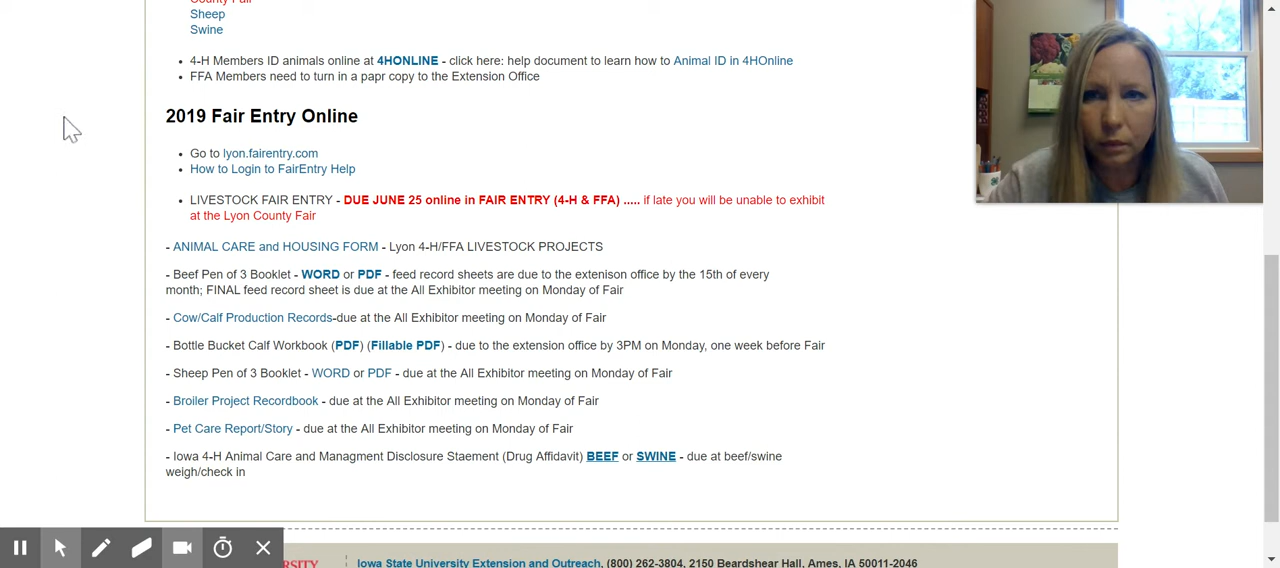 County Fair
Sheep
Swine
• 4-H Members ID animals online at 4HONLINE - click here: help document to learn how to Animal ID in 4HOnline
• FFA Members need to turn in a papr copy to the Extension Office
2019 Fair Entry Online
• Go to lyon.fairentry.com
• How to Login to FairEntry Help
• LIVESTOCK FAIR ENTRY - DUE JUNE 25 online in FAIR ENTRY (4-H & FFA) ..... if late you will be unable to exhibit
at the Lyon County Fair
- ANIMAL CARE and HOUSING FORM - Lyon 4-H/FFA LIVESTOCK PROJECTS
- Beef Pen of 3 Booklet - WORD or PDF - feed record sheets are due to the extenison office by the 15th of every
month; FINAL feed record sheet is due at the All Exhibitor meeting on Monday of Fair
- Cow/Calf Production Records-due at the All Exhibitor meeting on Monday of Fair
- Bottle Bucket Calf Workbook (PDF) (Fillable PDF) - due to the extension office by 3PM on Monday, one week before Fair
- Sheep Pen of 3 Booklet - WORD or PDF - due at the All Exhibitor meeting on Monday of Fair
- Broiler Project Recordbook - due at the All Exhibitor meeting on Monday of Fair
- Pet Care Report/Story - due at the All Exhibitor meeting on Monday of Fair
- Iowa 4-H Animal Care and Managment Disclosure Staement (Drug Affidavit) BEEF or SWINE - due at beef/swine
weigh/check in
Iowa State University Extension and Outreach, (800) 262-3804, 2150 Beardshear Hall, Ames, IA 50011-2046